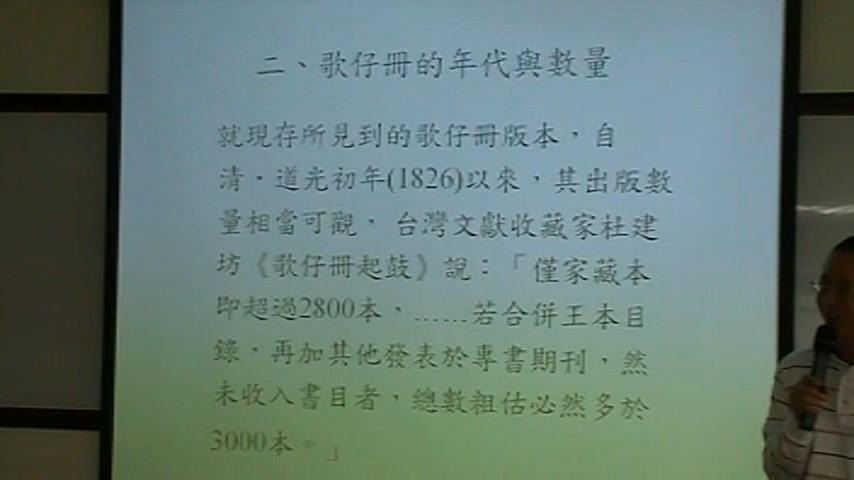 二、歌仔冊的年代與數量
就現存所見到的歌仔冊版本，自
清．道光初年(1826)以來，其出版數
量相當可觀，台灣文獻收藏家杜建
坊《歌仔冊起鼓》說：「僅家藏本
即超過2800本，……若合併王本目
錄，再加其他發表於專書期刊，然
未收入書目者，總數粗估必然多於
3000本。」